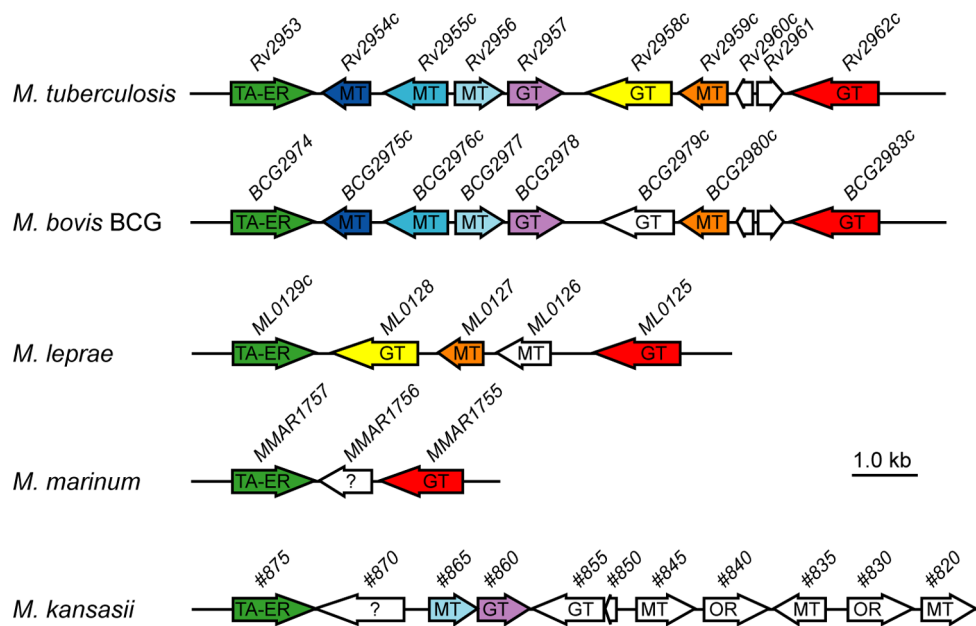 Rv2953 Rv2954c Rv2955c Rv2956 Rv2957 Rv2958c Rv2959c Rv2960c Rv2961 Rv2962c
M. tuberculosis TA-ER MT MT MT GT GT MT GT
BCG2974 BCG2975c BCG2976c BCG2977 BCG2978 BCG2979c BCG2980c BCG2983c
M. bovis BCG TA-ER MT MT MT GT GT MT GT
ML0129c ML0128 ML0127 ML0126 ML0125
M. leprae TA-ER GT MT MT GT
MMAR1757 MMAR1756 MMAR1755
M. marinum TA-ER ? GT
1.0 kb
#875 #870 #865 #860 #855 #850 #845 #840 #835 #830 #820
M. kansasii TA-ER ? MT GT GT MT OR MT OR MT